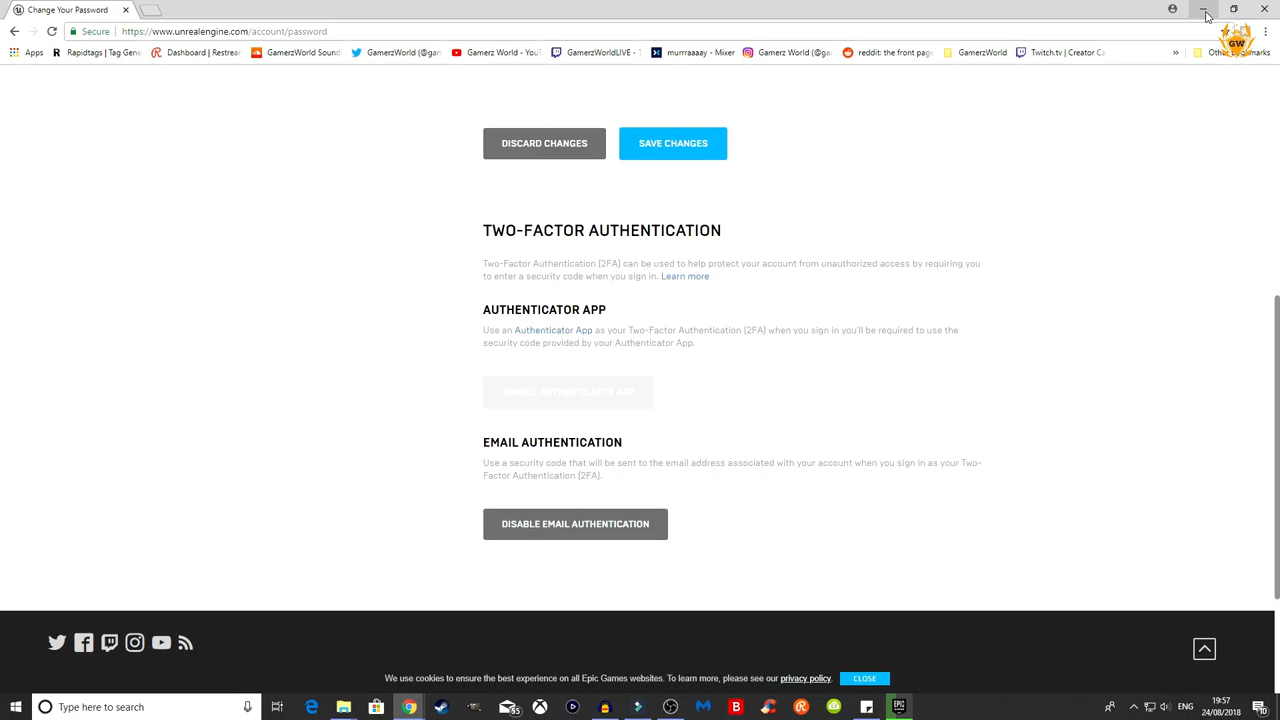 Change Your Password
Secure https://www.unrealengine.com/account/password
Apps Rapidtags | Tag Gene Dashboard | Restrea GamerzWorld Sound GamerzWorld (@gan Gamerz World - You GamerzWorldLIVE - T murrraaaay - Mixer Gamerz World (@ga reddit: the front page GamerzWorld Twitch.tv | Creator Ca »
GW
DISCARD CHANGES SAVE CHANGES
TWO-FACTOR AUTHENTICATION
Two-Factor Authentication (2FA) can be used to help protect your account from unauthorized access by requiring you
to enter a security code when you sign in. Learn more
AUTHENTICATOR APP
Use an Authenticator App as your Two-Factor Authentication (2FA) when you sign in you'll be required to use the
security code provided by your Authenticator App.
ENABLE AUTHENTICATOR APP
EMAIL AUTHENTICATION
Use a security code that will be sent to the email address associated with your account when you sign in as your Two-
Factor Authentication (2FA).
DISABLE EMAIL AUTHENTICATION
We use cookies to ensure the best experience on all Epic Games websites. To learn more, please see our privacy policy. CLOSE
Type here to search
ENG
19:57
24/08/2018